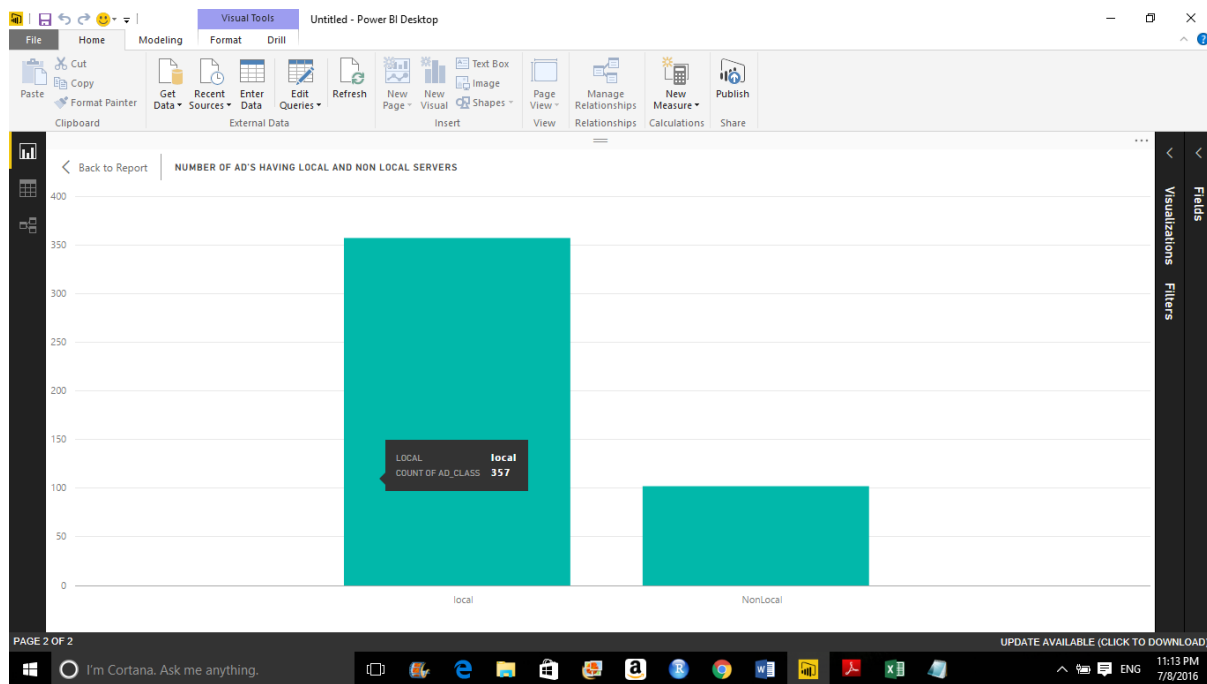 Visual Tools
Untitled - Power BI Desktop
File Home Modeling Format Drill
Paste
Cut
Copy
Format Painter
Get Data
Recent Sources
Enter Data
Edit Queries
Refresh
New Page
New Visual
Text Box
Image
Shapes
Page View
Manage Relationships
New Measure
Publish
Clipboard External Data Insert View Relationships Calculations Share
Back to Report
NUMBER OF AD'S HAVING LOCAL AND NON LOCAL SERVERS
400
350
300
250
200
150
100
50
0
LOCAL local
COUNT OF AD_CLASS 357
local NonLocal
Visualizations
Filters
Fields
PAGE 2 OF 2
UPDATE AVAILABLE (CLICK TO DOWNLOAD)
I'm Cortana. Ask me anything.
a
R
W
X
ENG
11:13 PM
7/8/2016